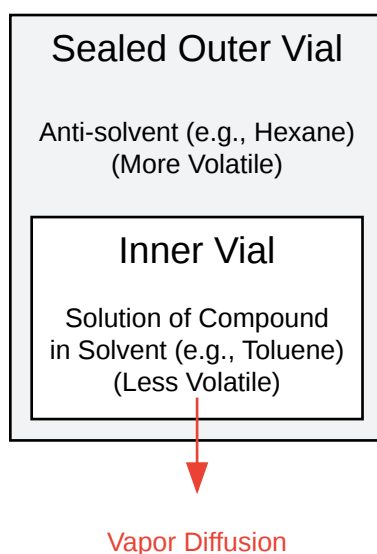 Sealed Outer Vial
Anti-solvent (e.g., Hexane)
(More Volatile)
Inner Vial
Solution of Compound
in Solvent (e.g., Toluene)
(Less Volatile)
Vapor Diffusion